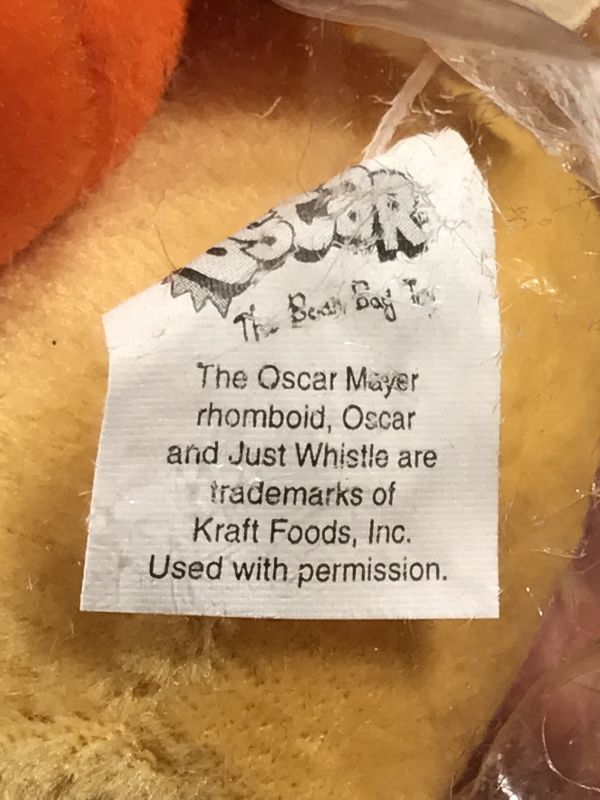 OSCAR
The Bean Bag Toy
The Oscar Mayer
rhomboid, Oscar
and Just Whistle are
trademarks of
Kraft Foods, Inc.
Used with permission.